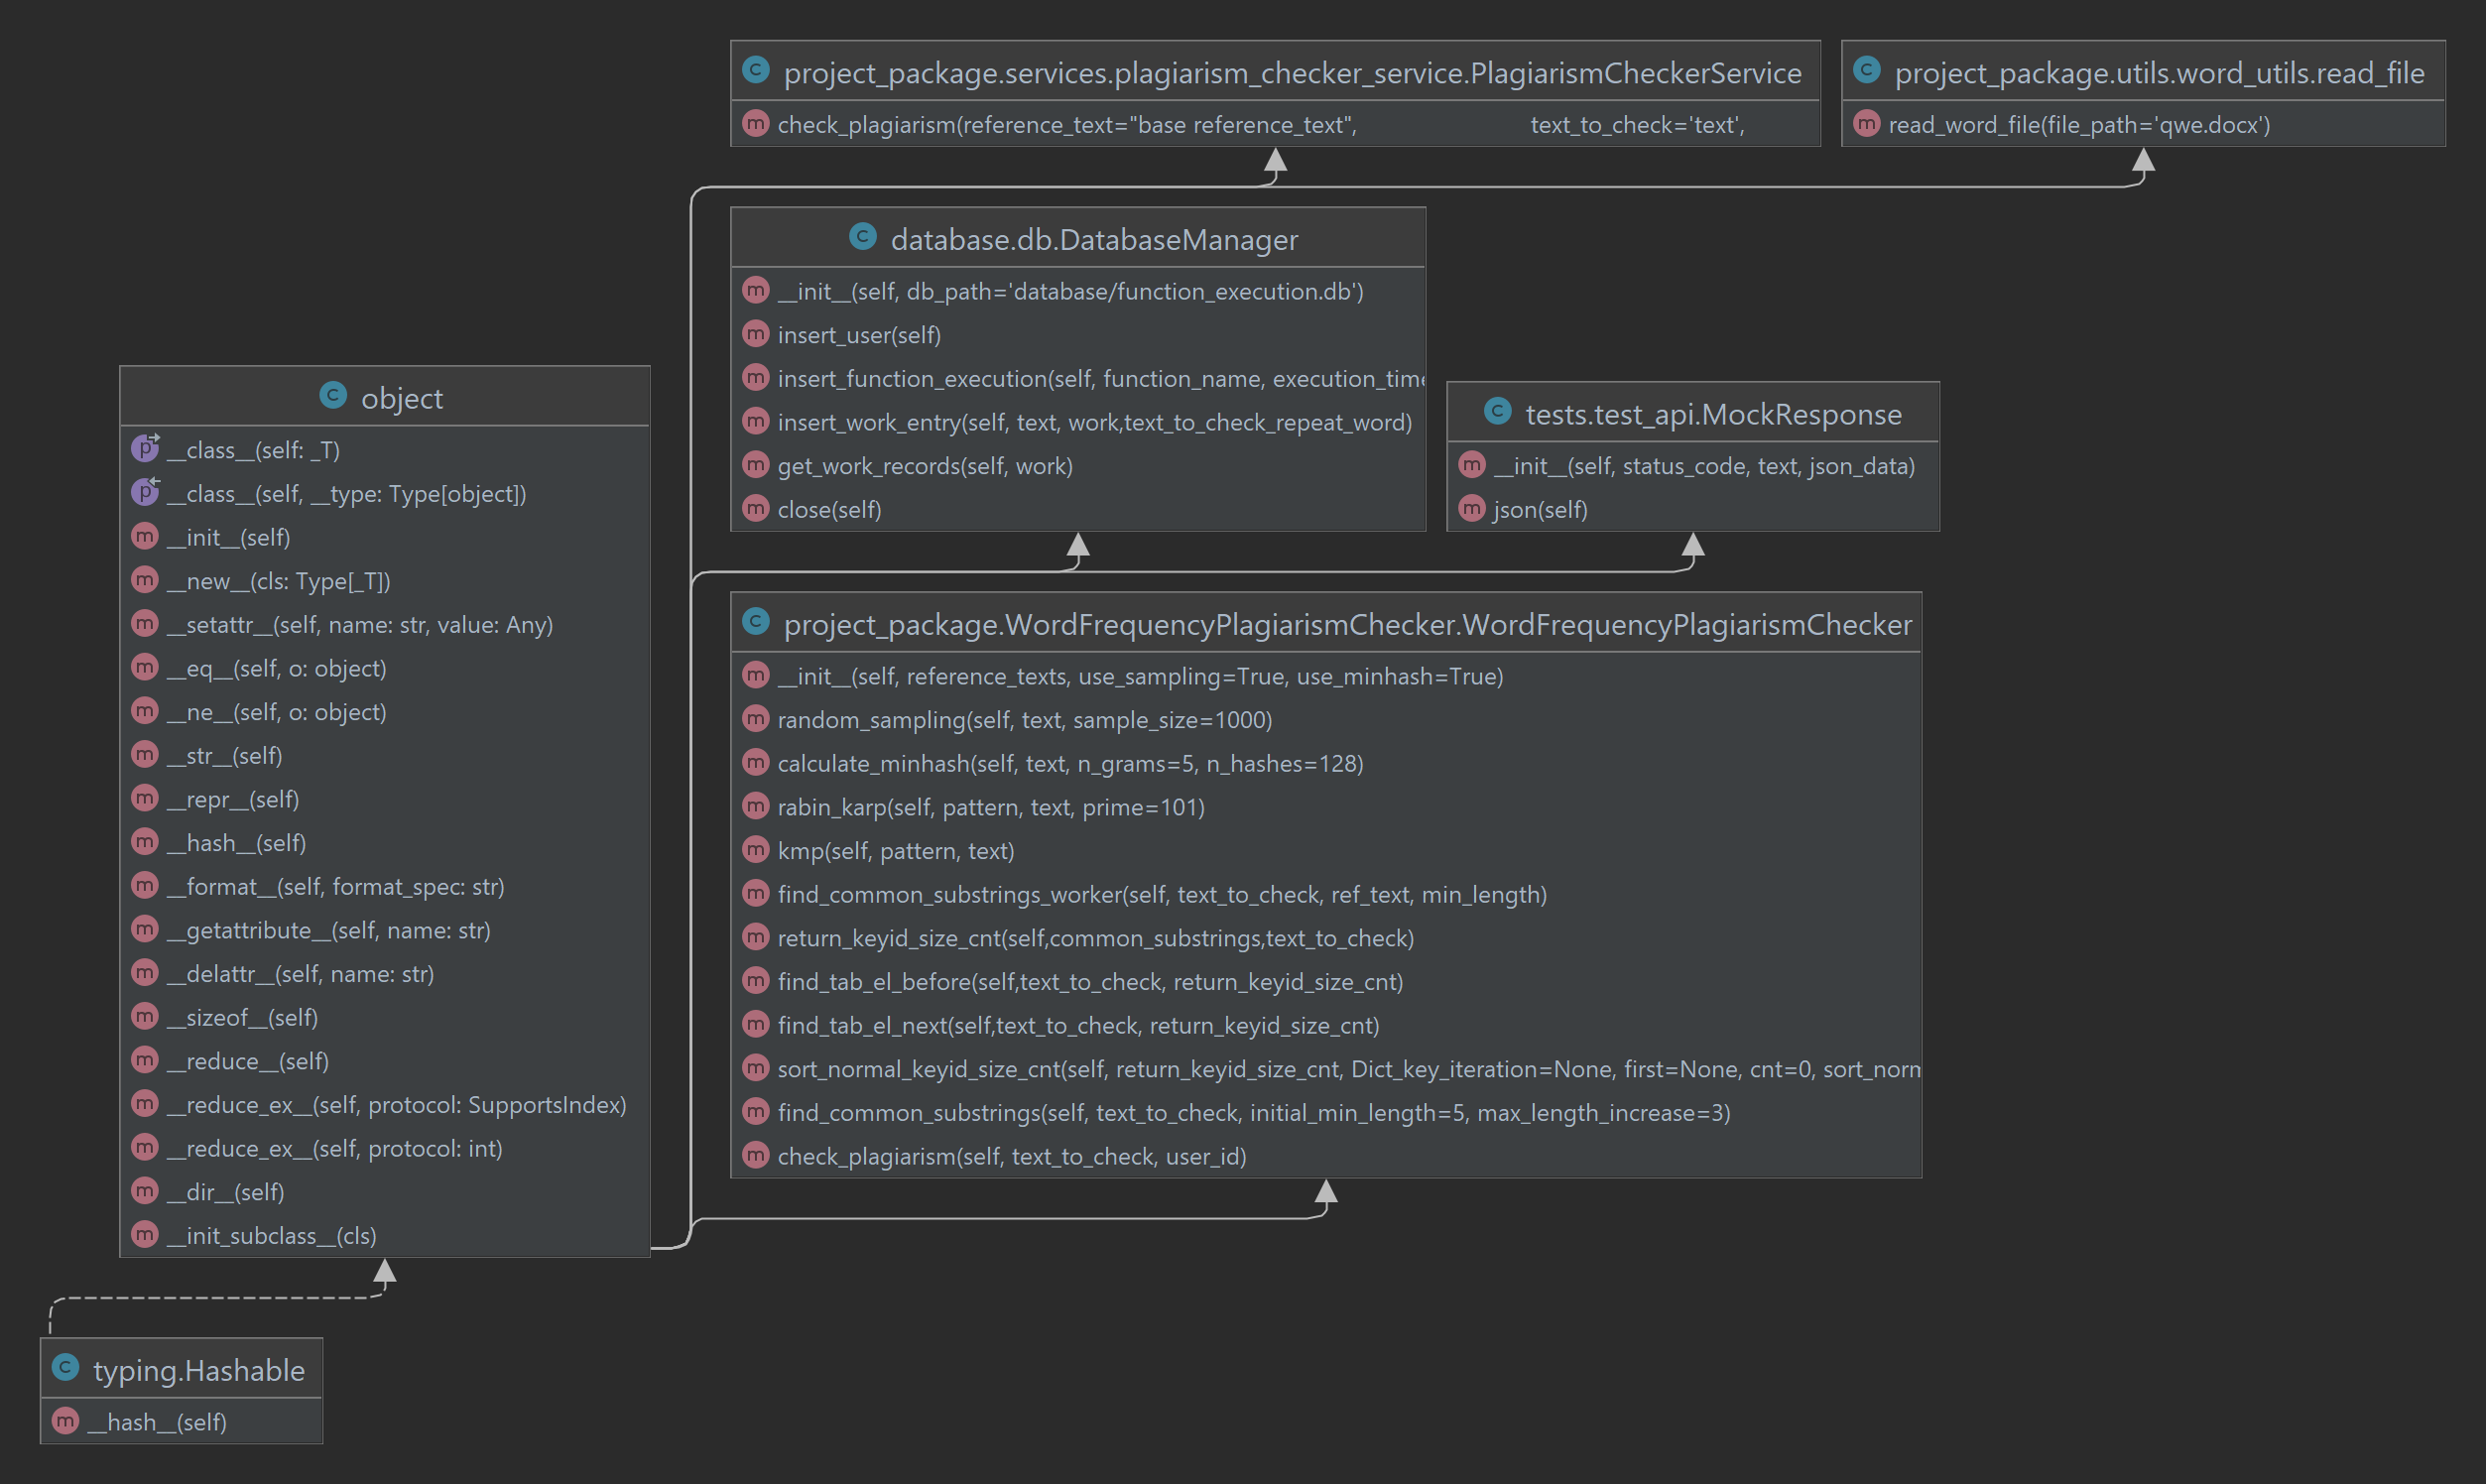 project_package.services.plagiarism_checker_service.PlagiarismCheckerService
check_plagiarism(reference_text="base reference_text", text_to_check='text',
project_package.utils.word_utils.read_file
read_word_file(file_path='qwe.docx')
database.db.DatabaseManager
__init__(self, db_path='database/function_execution.db')
insert_user(self)
insert_function_execution(self, function_name, execution_time
insert_work_entry(self, text, work,text_to_check_repeat_word)
get_work_records(self, work)
close(self)
tests.test_api.MockResponse
__init__(self, status_code, text, json_data)
json(self)
object
__class__(self: _T)
__class__(self, __type: Type[object])
__init__(self)
__new__(cls: Type[_T])
__setattr__(self, name: str, value: Any)
__eq__(self, o: object)
__ne__(self, o: object)
__str__(self)
__repr__(self)
__hash__(self)
__format__(self, format_spec: str)
__getattribute__(self, name: str)
__delattr__(self, name: str)
__sizeof__(self)
__reduce__(self)
__reduce_ex__(self, protocol: SupportsIndex)
__reduce_ex__(self, protocol: int)
__dir__(self)
__init_subclass__(cls)
project_package.WordFrequencyPlagiarismChecker.WordFrequencyPlagiarismChecker
__init__(self, reference_texts, use_sampling=True, use_minhash=True)
random_sampling(self, text, sample_size=1000)
calculate_minhash(self, text, n_grams=5, n_hashes=128)
rabin_karp(self, pattern, text, prime=101)
kmp(self, pattern, text)
find_common_substrings_worker(self, text_to_check, ref_text, min_length)
return_keyid_size_cnt(self,common_substrings,text_to_check)
find_tab_el_before(self,text_to_check, return_keyid_size_cnt)
find_tab_el_next(self,text_to_check, return_keyid_size_cnt)
sort_normal_keyid_size_cnt(self, return_keyid_size_cnt, Dict_key_iteration=None, first=None, cnt=0, sort_norm
find_common_substrings(self, text_to_check, initial_min_length=5, max_length_increase=3)
check_plagiarism(self, text_to_check, user_id)
typing.Hashable
__hash__(self)